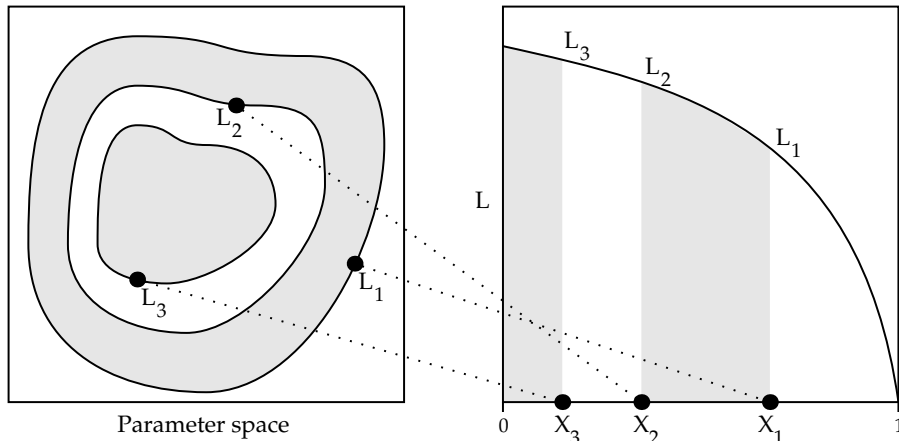 L₂
L₁
L₃
Parameter space
L₃
L₂
L₁
L
0
X₃
X₂
X₁
1